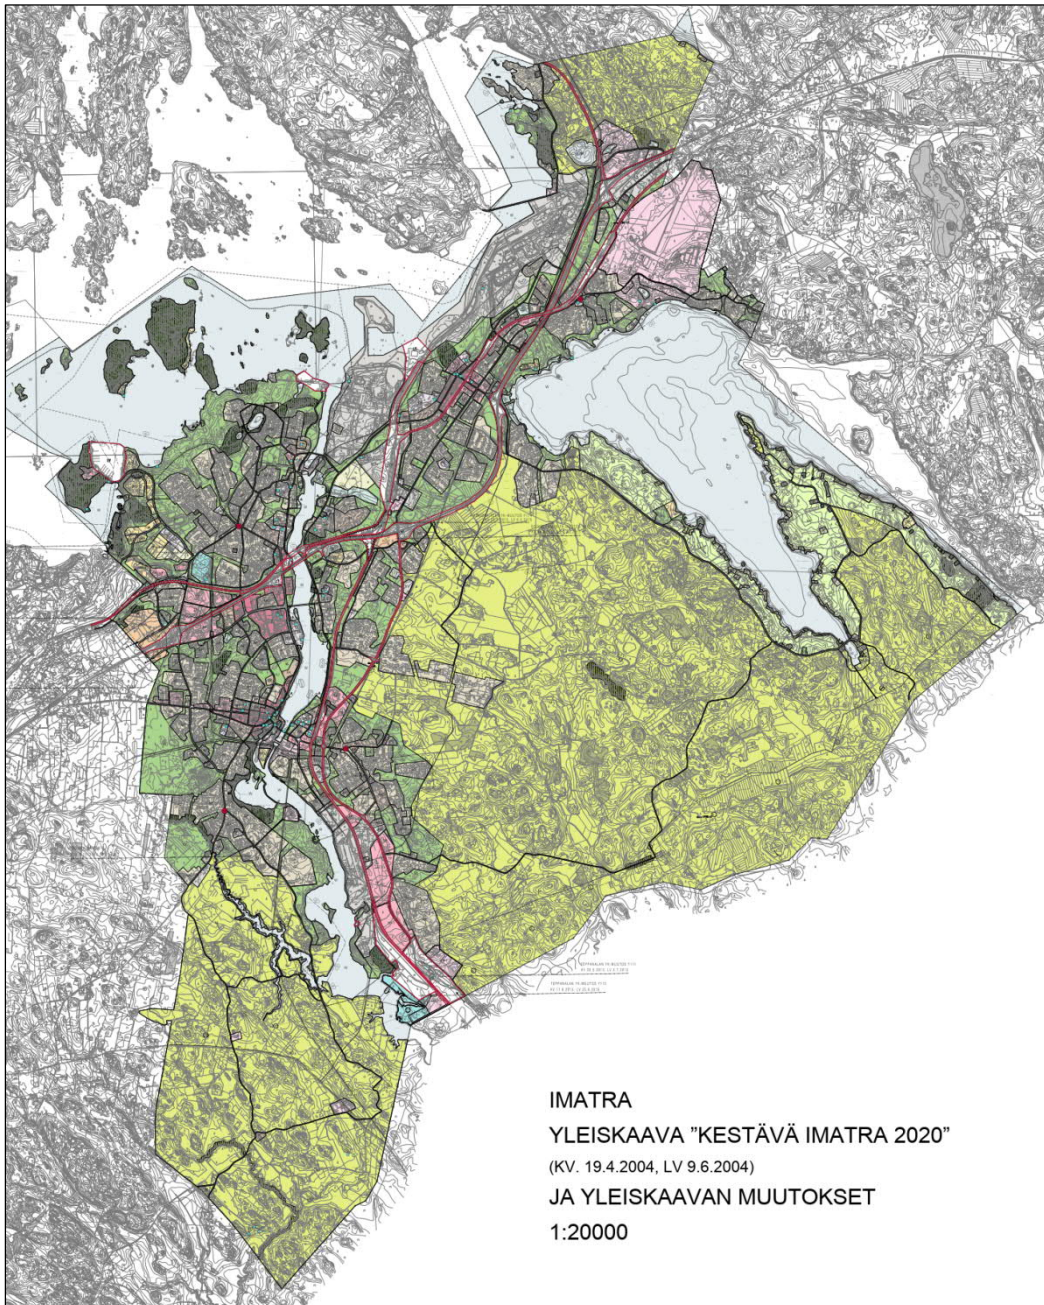 IMATRA
YLEISKAAVA ”KESTÄVÄ IMATRA 2020”
(KV. 19.4.2004, LV 9.6.2004)
JA YLEISKAAVAN MUUTOKSET
1:20000